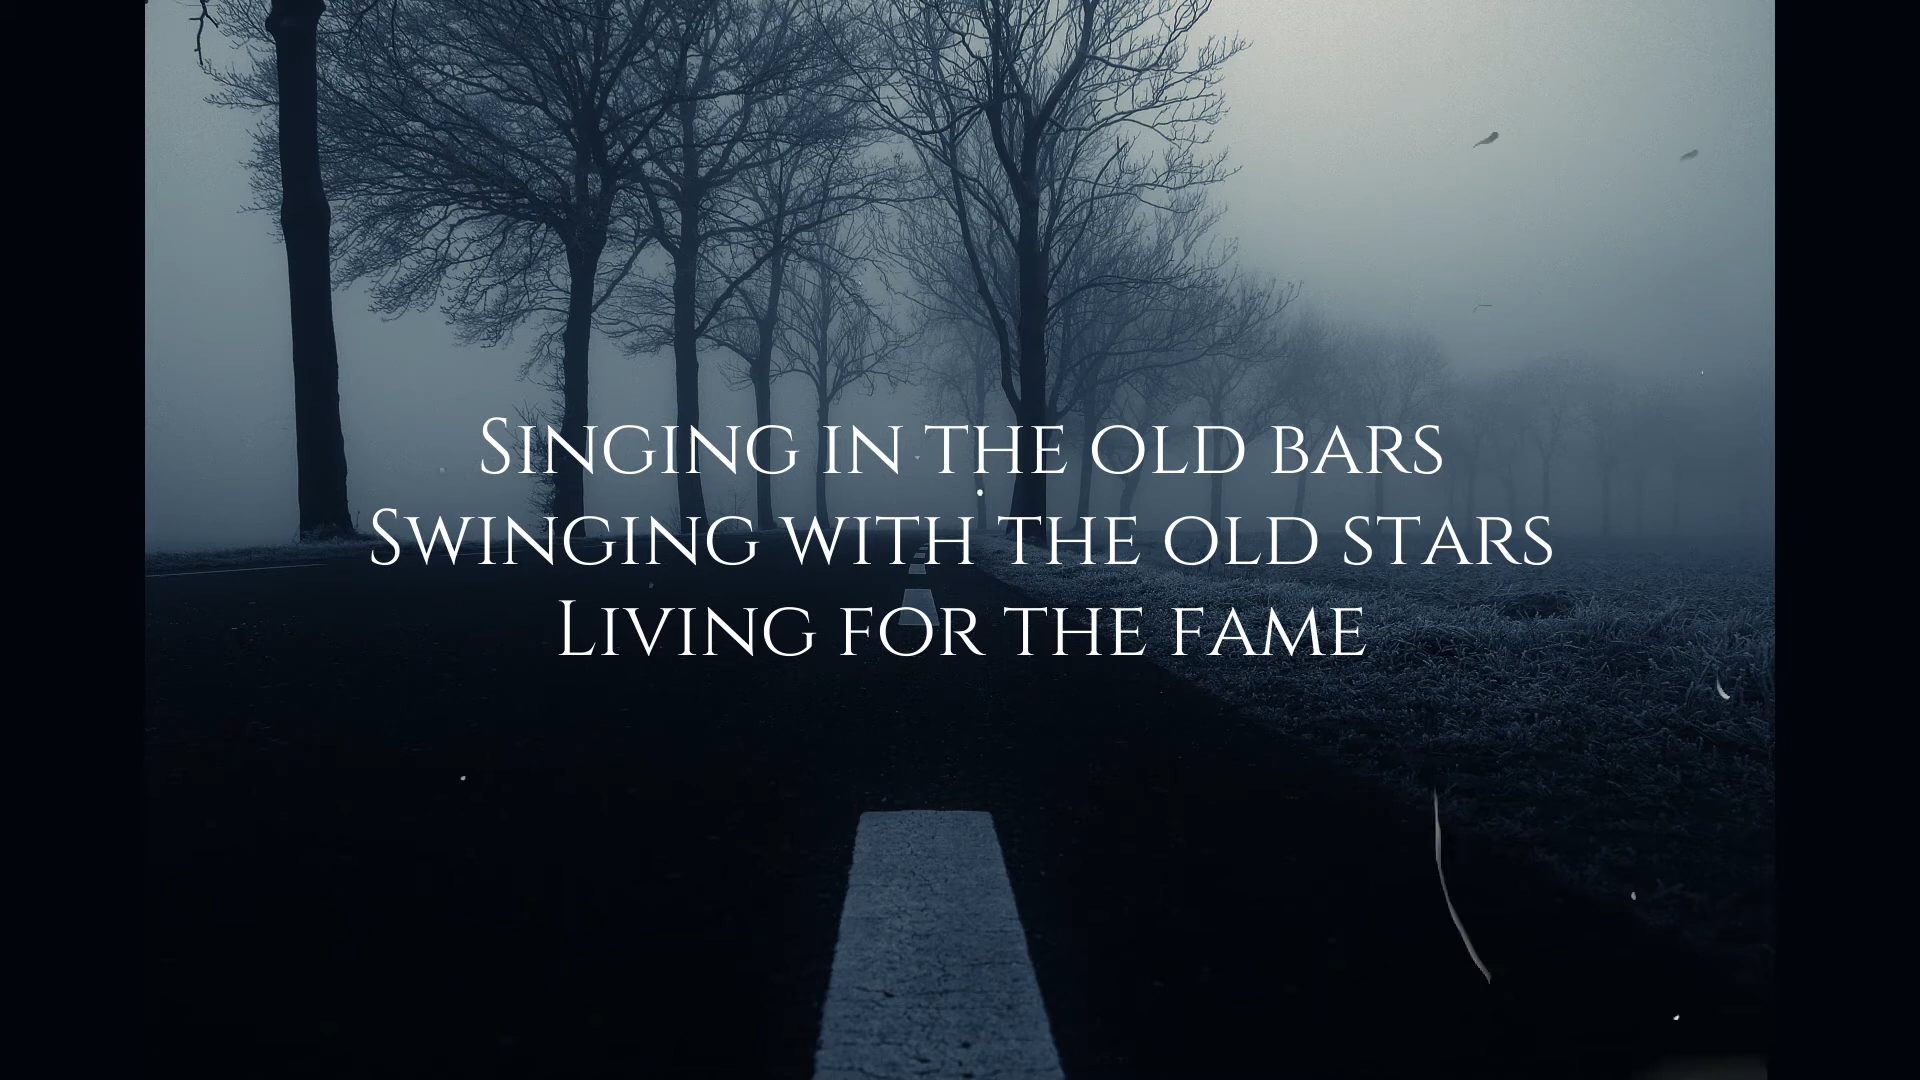 Singing in the old bars
Swinging with the old stars
Living for the fame